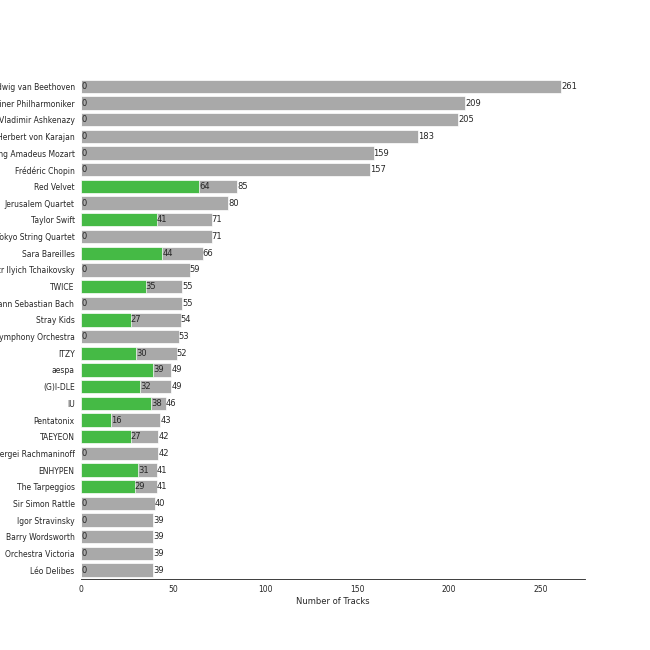 dwig van Beethoven 0 261
iner Philharmoniker 0 209
Vladimir Ashkenazy 0 205
Herbert von Karajan 0 183
ng Amadeus Mozart 0 159
Frédéric Chopin 0 157
Red Velvet 64 85
Jerusalem Quartet 0 80
Taylor Swift 41 71
okyo String Quartet 0 71
Sara Bareilles 44 66
r Ilyich Tchaikovsky 0 59
TWICE 35 55
ann Sebastian Bach 0 55
Stray Kids 27 54
ymphony Orchestra 0 53
ITZY 30 52
aespa 39 49
(G)I-DLE 32 49
IU 38 46
Pentatonix 16 43
TAEYEON 27 42
ergei Rachmaninoff 0 42
ENHYPEN 31 41
The Tarpeggios 29 41
Sir Simon Rattle 0 40
Igor Stravinsky 0 39
Barry Wordsworth 0 39
Orchestra Victoria 0 39
Léo Delibes 0 39
0 50 100 150 200 250
Number of Tracks